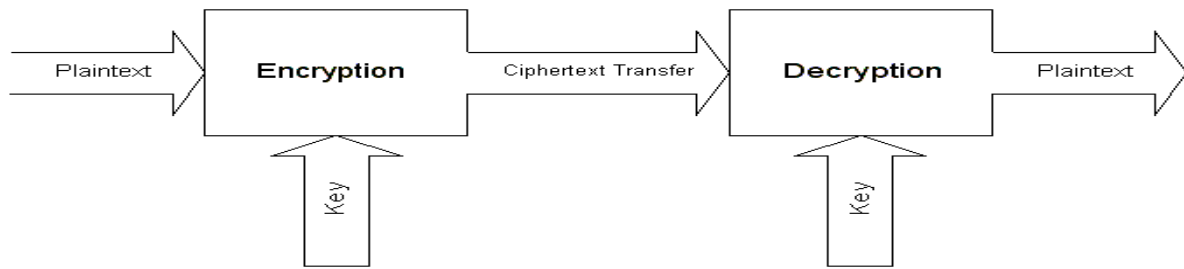 Plaintext
Encryption
Ciphertext Transfer
Decryption
Plaintext
Key
Key